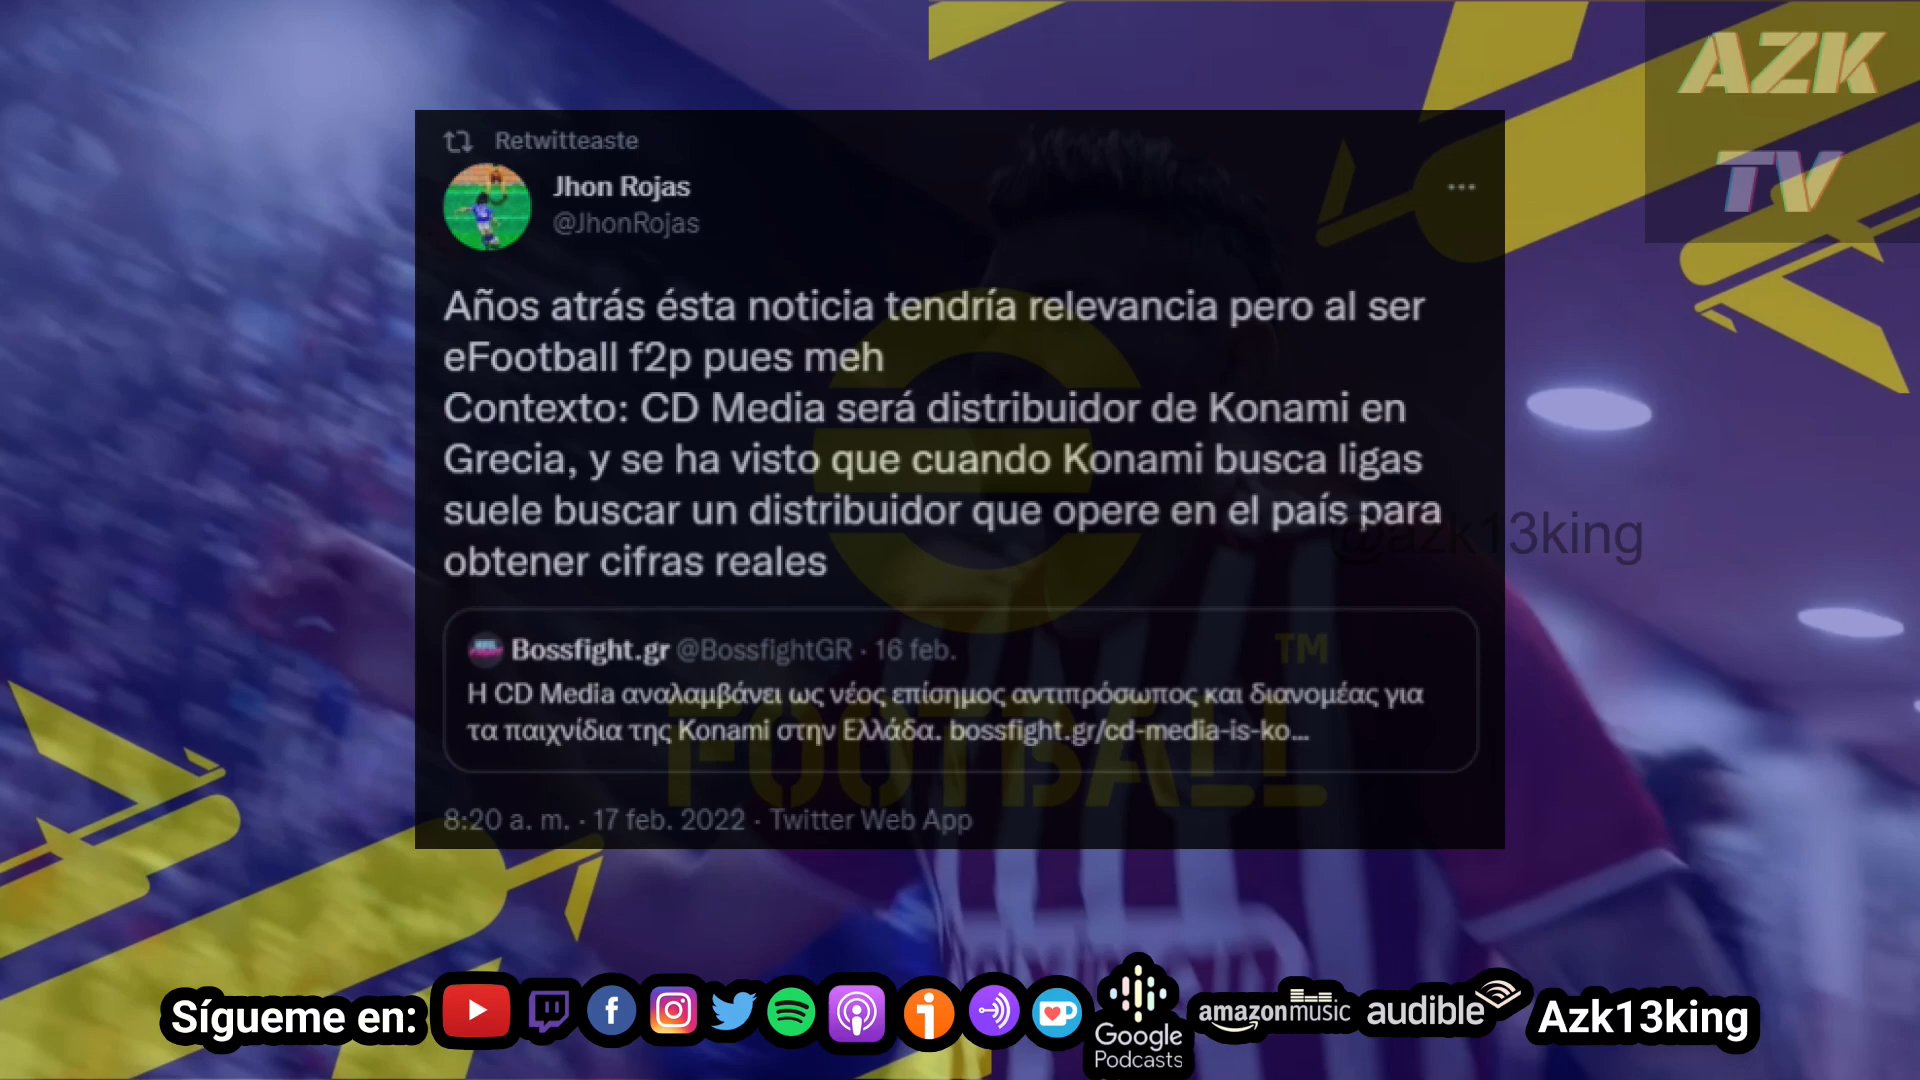 AZK
TV
Retwitteaste
Jhon Rojas
@JhonRojas
Años atrás ésta noticia tendría relevancia pero al ser
eFootball f2p pues meh
Contexto: CD Media será distribuidor de Konami en
Grecia, y se ha visto que cuando Konami busca ligas
suele buscar un distribuidor que opere en el país para
obtener cifras reales
@azk13king
Bossfight.gr @BossfightGR · 16 feb.
Η CD Media αναλαμβάνει ως νέος επίσημος αντιπρόσωπος και διανομέας για
τα παιχνίδια της Konami στην Ελλάδα. bossfight.gr/cd-media-is-ko...
TM
FOOTBALL
8:20 a. m. · 17 feb. 2022 · Twitter Web App
Sígueme en:
Google
Podcasts
amazon music
audible
Azk13king